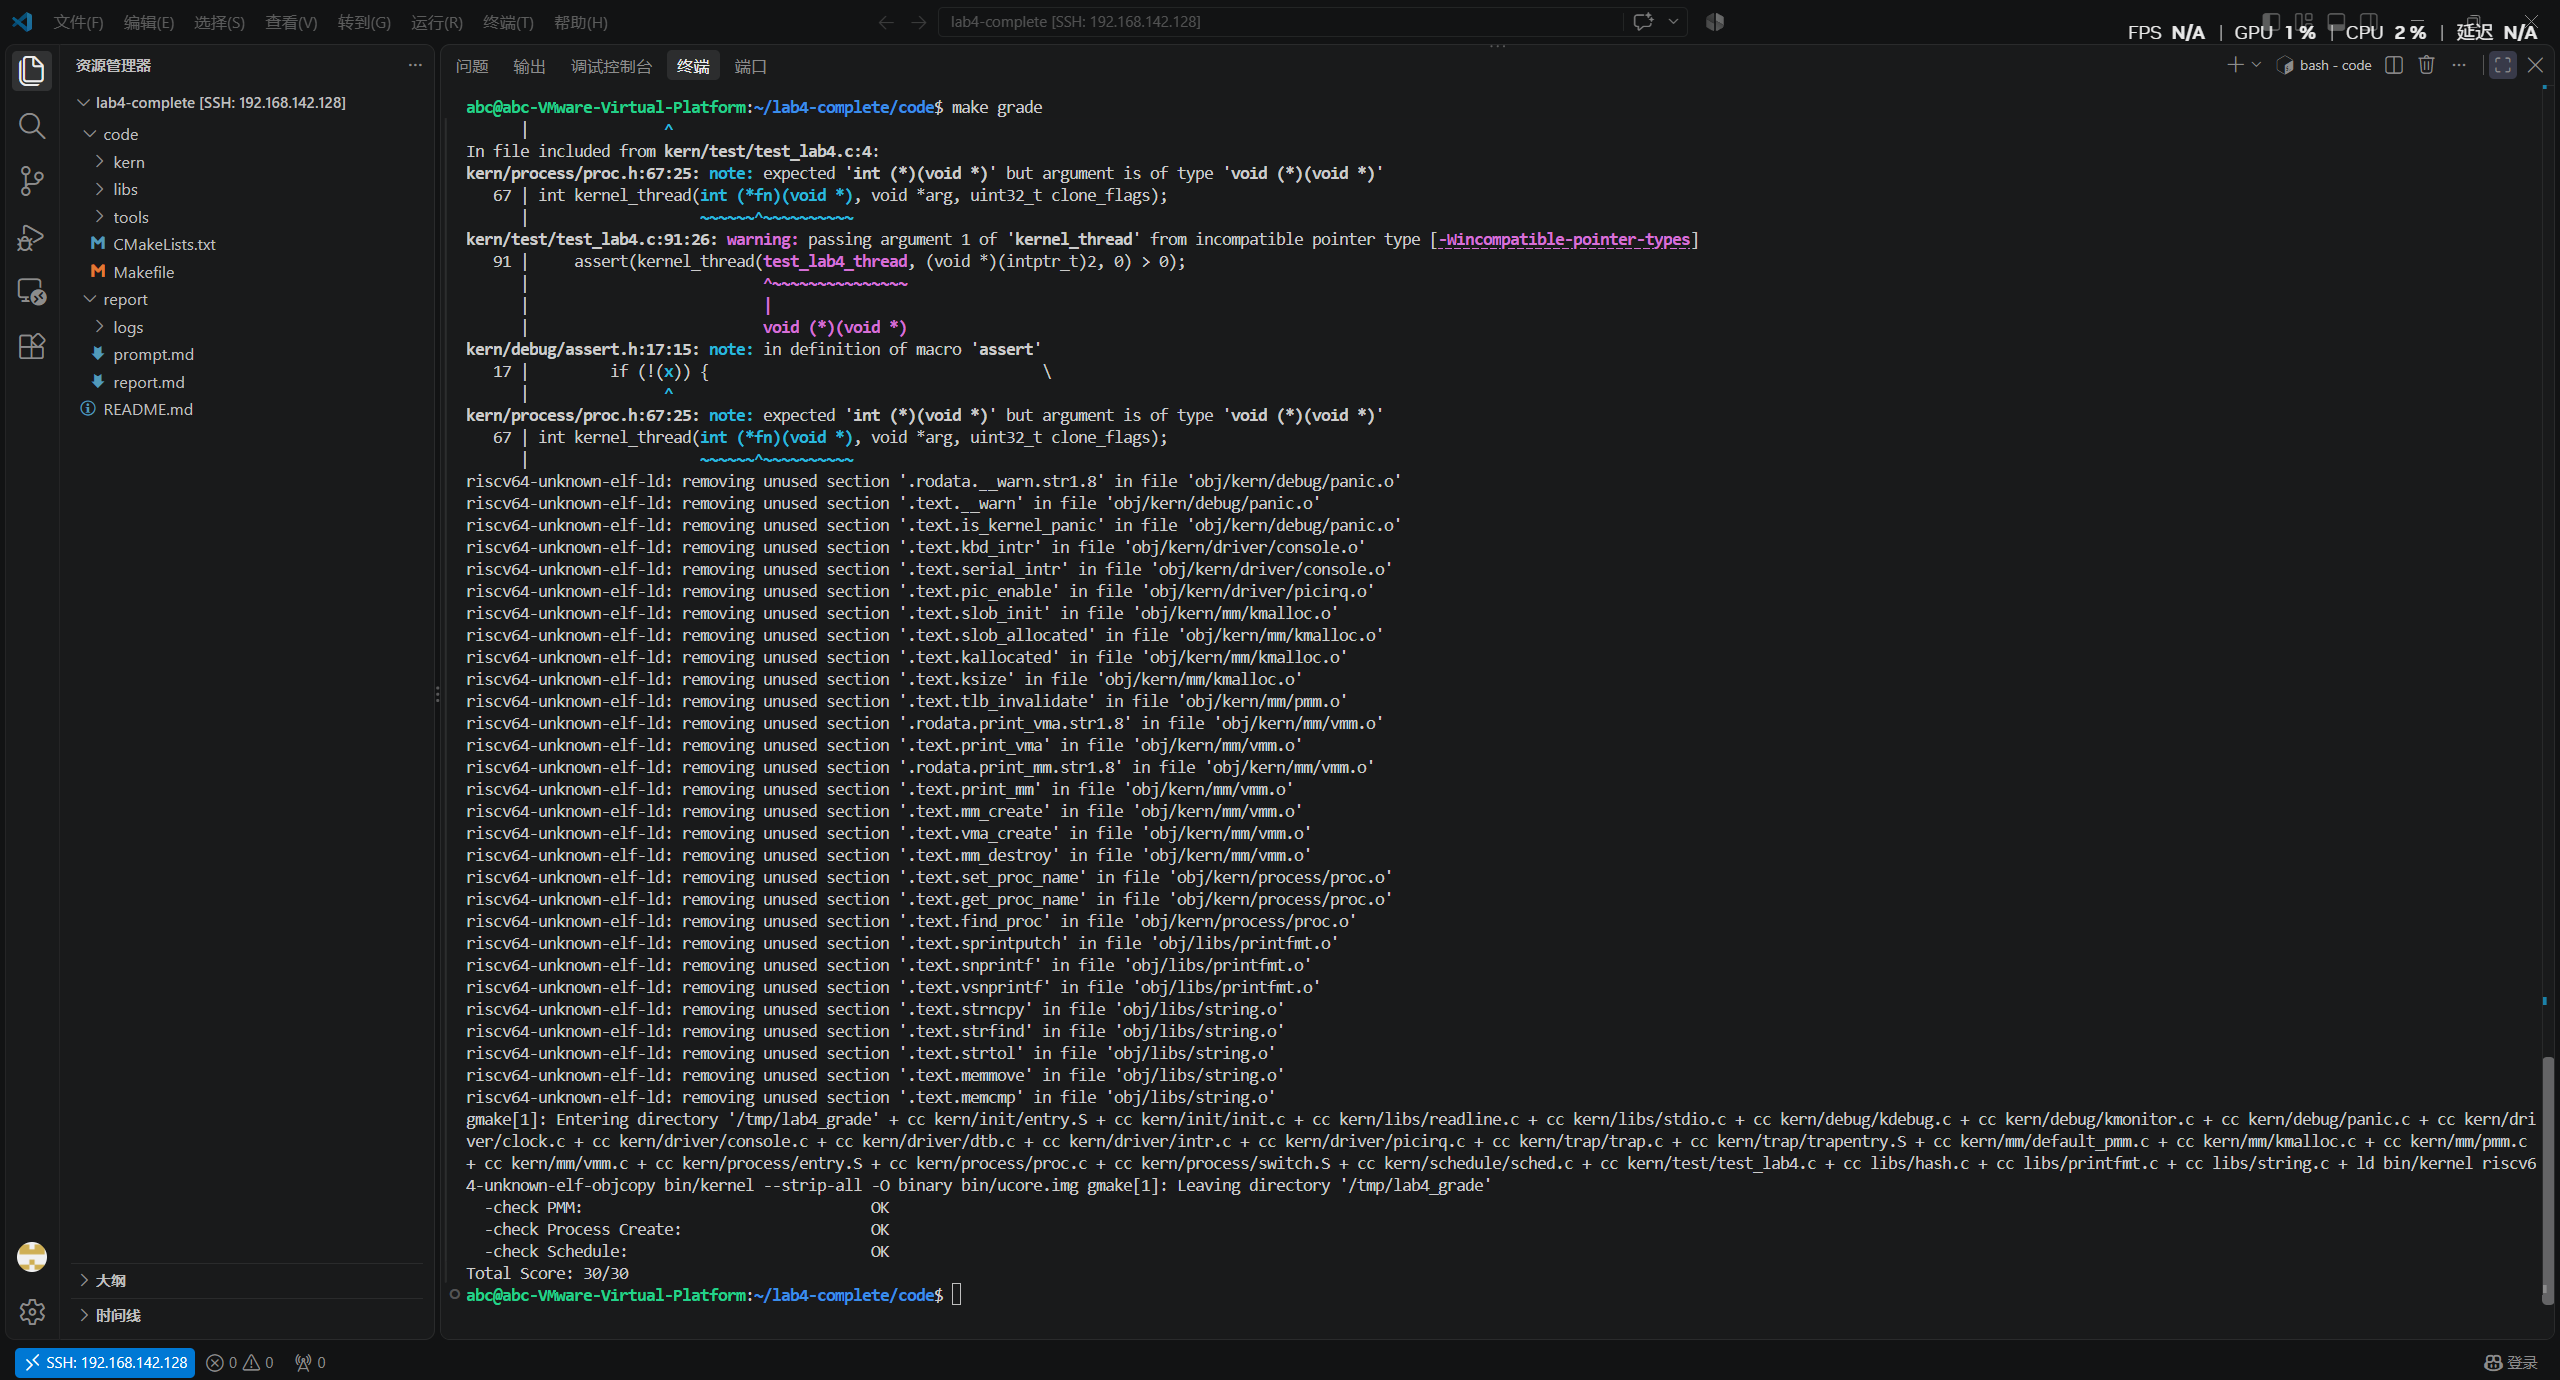 文件(F) 编辑(E) 选择(S) 查看(V) 转到(G) 运行(R) 终端(T) 帮助(H)
lab4-complete [SSH: 192.168.142.128]
FPS N/A | GPU 1 % | CPU 2 % | 延迟 N/A
资源管理器
lab4-complete [SSH: 192.168.142.128]
code
kern
libs
tools
CMakeLists.txt
Makefile
report
logs
prompt.md
report.md
README.md
大纲
时间线
问题 输出 调试控制台 终端 端口
bash - code
abc@abc-VMware-Virtual-Platform:~/lab4-complete/code$ make grade
| ^
In file included from kern/test/test_lab4.c:4:
kern/process/proc.h:67:25: note: expected 'int (*)(void *)' but argument is of type 'void (*)(void *)'
67 | int kernel_thread(int (*fn)(void *), void *arg, uint32_t clone_flags);
| ~~~~~~^~~~~~~~~~~
kern/test/test_lab4.c:91:26: warning: passing argument 1 of 'kernel_thread' from incompatible pointer type [-Wincompatible-pointer-types]
91 | assert(kernel_thread(test_lab4_thread, (void *)(intptr_t)2, 0) > 0);
| ^~~~~~~~~~~~~~~~
| |
| void (*)(void *)
kern/debug/assert.h:17:15: note: in definition of macro 'assert'
17 | if (!(x)) { \
| ^
kern/process/proc.h:67:25: note: expected 'int (*)(void *)' but argument is of type 'void (*)(void *)'
67 | int kernel_thread(int (*fn)(void *), void *arg, uint32_t clone_flags);
| ~~~~~~^~~~~~~~~~~
riscv64-unknown-elf-ld: removing unused section '.rodata.__warn.str1.8' in file 'obj/kern/debug/panic.o'
riscv64-unknown-elf-ld: removing unused section '.text.__warn' in file 'obj/kern/debug/panic.o'
riscv64-unknown-elf-ld: removing unused section '.text.is_kernel_panic' in file 'obj/kern/debug/panic.o'
riscv64-unknown-elf-ld: removing unused section '.text.kbd_intr' in file 'obj/kern/driver/console.o'
riscv64-unknown-elf-ld: removing unused section '.text.serial_intr' in file 'obj/kern/driver/console.o'
riscv64-unknown-elf-ld: removing unused section '.text.pic_enable' in file 'obj/kern/driver/picirq.o'
riscv64-unknown-elf-ld: removing unused section '.text.slob_init' in file 'obj/kern/mm/kmalloc.o'
riscv64-unknown-elf-ld: removing unused section '.text.slob_allocated' in file 'obj/kern/mm/kmalloc.o'
riscv64-unknown-elf-ld: removing unused section '.text.kallocated' in file 'obj/kern/mm/kmalloc.o'
riscv64-unknown-elf-ld: removing unused section '.text.ksize' in file 'obj/kern/mm/kmalloc.o'
riscv64-unknown-elf-ld: removing unused section '.text.tlb_invalidate' in file 'obj/kern/mm/pmm.o'
riscv64-unknown-elf-ld: removing unused section '.rodata.print_vma.str1.8' in file 'obj/kern/mm/vmm.o'
riscv64-unknown-elf-ld: removing unused section '.text.print_vma' in file 'obj/kern/mm/vmm.o'
riscv64-unknown-elf-ld: removing unused section '.rodata.print_mm.str1.8' in file 'obj/kern/mm/vmm.o'
riscv64-unknown-elf-ld: removing unused section '.text.print_mm' in file 'obj/kern/mm/vmm.o'
riscv64-unknown-elf-ld: removing unused section '.text.mm_create' in file 'obj/kern/mm/vmm.o'
riscv64-unknown-elf-ld: removing unused section '.text.vma_create' in file 'obj/kern/mm/vmm.o'
riscv64-unknown-elf-ld: removing unused section '.text.mm_destroy' in file 'obj/kern/mm/vmm.o'
riscv64-unknown-elf-ld: removing unused section '.text.set_proc_name' in file 'obj/kern/process/proc.o'
riscv64-unknown-elf-ld: removing unused section '.text.get_proc_name' in file 'obj/kern/process/proc.o'
riscv64-unknown-elf-ld: removing unused section '.text.find_proc' in file 'obj/kern/process/proc.o'
riscv64-unknown-elf-ld: removing unused section '.text.sprintputch' in file 'obj/libs/printfmt.o'
riscv64-unknown-elf-ld: removing unused section '.text.snprintf' in file 'obj/libs/printfmt.o'
riscv64-unknown-elf-ld: removing unused section '.text.vsnprintf' in file 'obj/libs/printfmt.o'
riscv64-unknown-elf-ld: removing unused section '.text.strncpy' in file 'obj/libs/string.o'
riscv64-unknown-elf-ld: removing unused section '.text.strfind' in file 'obj/libs/string.o'
riscv64-unknown-elf-ld: removing unused section '.text.strtol' in file 'obj/libs/string.o'
riscv64-unknown-elf-ld: removing unused section '.text.memmove' in file 'obj/libs/string.o'
riscv64-unknown-elf-ld: removing unused section '.text.memcmp' in file 'obj/libs/string.o'
gmake[1]: Entering directory '/tmp/lab4_grade' + cc kern/init/entry.S + cc kern/init/init.c + cc kern/libs/readline.c + cc kern/libs/stdio.c + cc kern/debug/kdebug.c + cc kern/debug/kmonitor.c + cc kern/debug/panic.c + cc kern/dri
ver/clock.c + cc kern/driver/console.c + cc kern/driver/dtb.c + cc kern/driver/intr.c + cc kern/driver/picirq.c + cc kern/trap/trap.c + cc kern/trap/trapentry.S + cc kern/mm/default_pmm.c + cc kern/mm/kmalloc.c + cc kern/mm/pmm.c
+ cc kern/mm/vmm.c + cc kern/process/entry.S + cc kern/process/proc.c + cc kern/process/switch.S + cc kern/schedule/sched.c + cc kern/test/test_lab4.c + cc libs/hash.c + cc libs/printfmt.c + cc libs/string.c + ld bin/kernel riscv6
4-unknown-elf-objcopy bin/kernel --strip-all -O binary bin/ucore.img gmake[1]: Leaving directory '/tmp/lab4_grade'
-check PMM: OK
-check Process Create: OK
-check Schedule: OK
Total Score: 30/30
abc@abc-VMware-Virtual-Platform:~/lab4-complete/code$
SSH: 192.168.142.128 0 0 0 登录